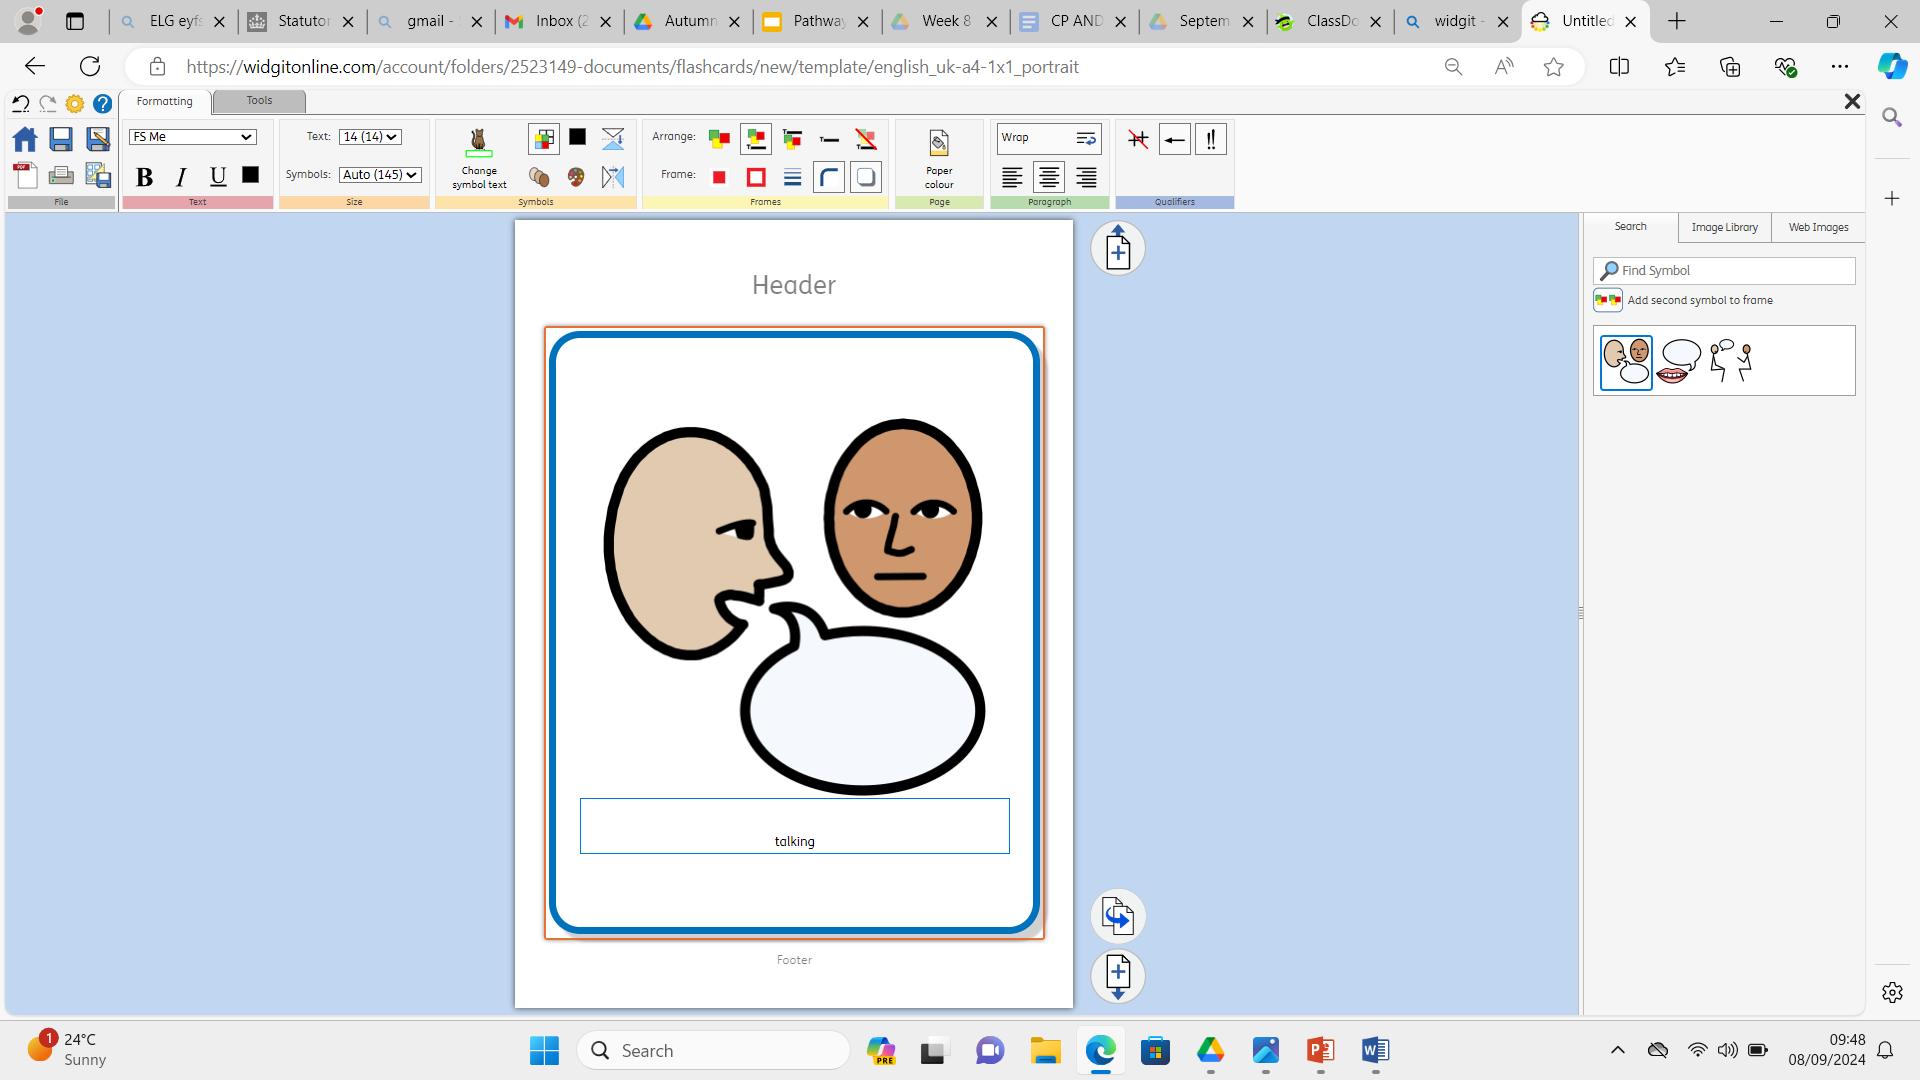 ELG eyfs
Statutor
gmail -
Inbox (2
Autumn
Pathway
Week 8
CP AND
Septem
ClassDo
widgit -
Untitled
https://widgitonline.com/account/folders/2523149-documents/flashcards/new/template/english_uk-a4-1x1_portrait
Formatting
Tools
FS Me
Text: 14 (14)
Symbols: Auto (145)
B I U
Change
symbol text
Arrange:
Frame:
Paper
colour
Wrap
File
Text
Size
Symbols
Frames
Page
Paragraph
Qualifiers
Header
talking
Footer
Search
Image Library
Web Images
Find Symbol
Add second symbol to frame
1
24°C
Sunny
Search
PRE
09:48
08/09/2024